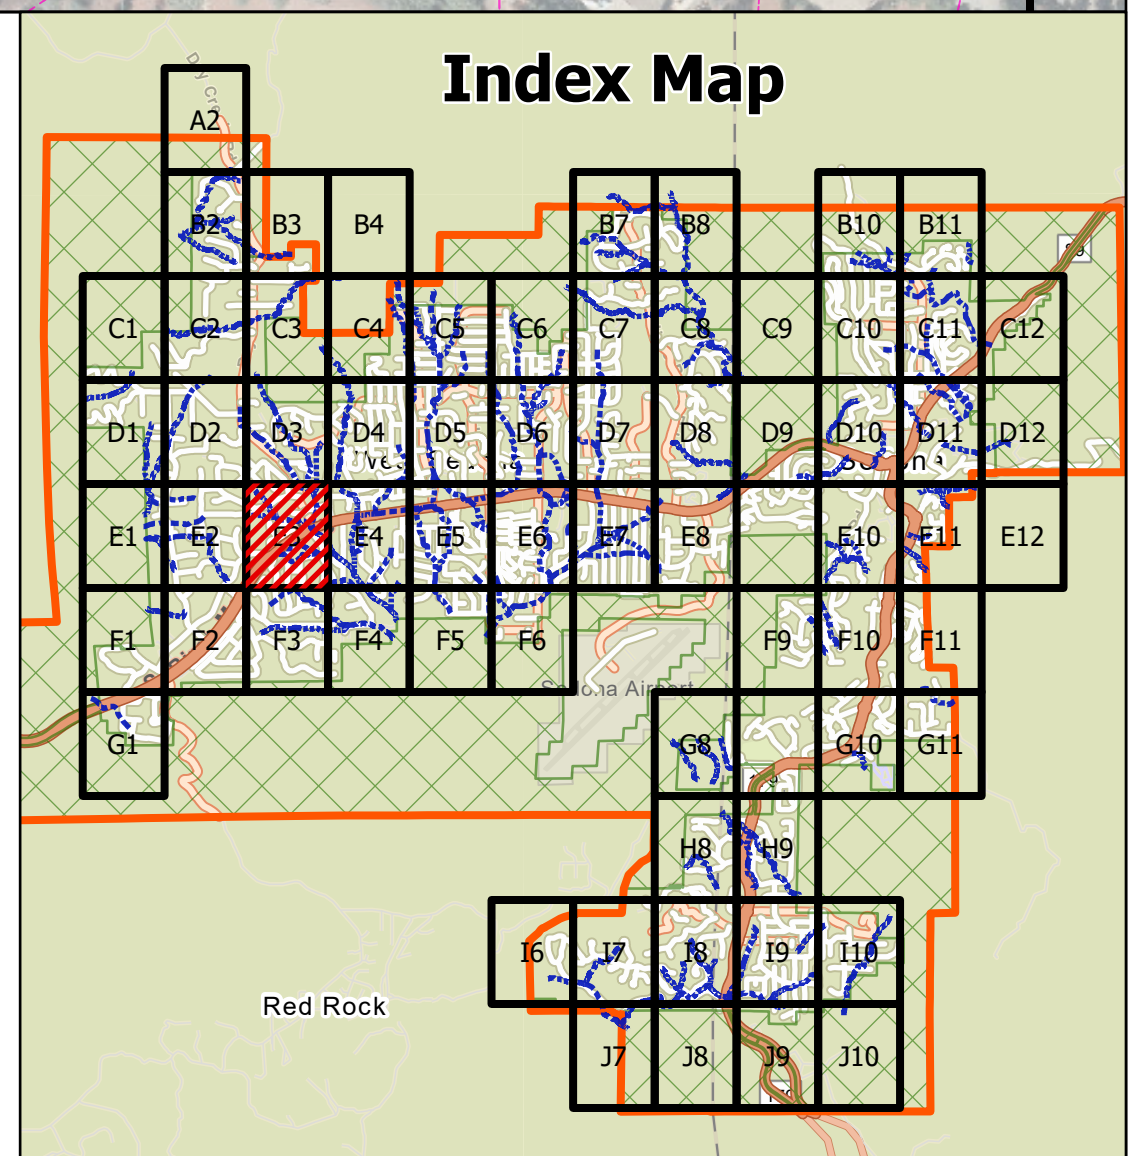 Index Map
A2
B2 B3 B4 B7 B8 B10 B11
89
C1 C2 C3 C4 C5 C6 C7 C8 C9 C10 C11 C12
D1 D2 D3 D4 D5 D6 D7 D8 D9 D10 D11 D12
E1 E2 E3 E4 E5 E6 E7 E8 E10 E11 E12
F1 F2 F3 F4 F5 F6 F9 F10 F11
Sedona Airport
G1 G8 G10 G11
H8 H9
I6 I7 I8 I9 I10
Red Rock
J7 J8 J9 J10